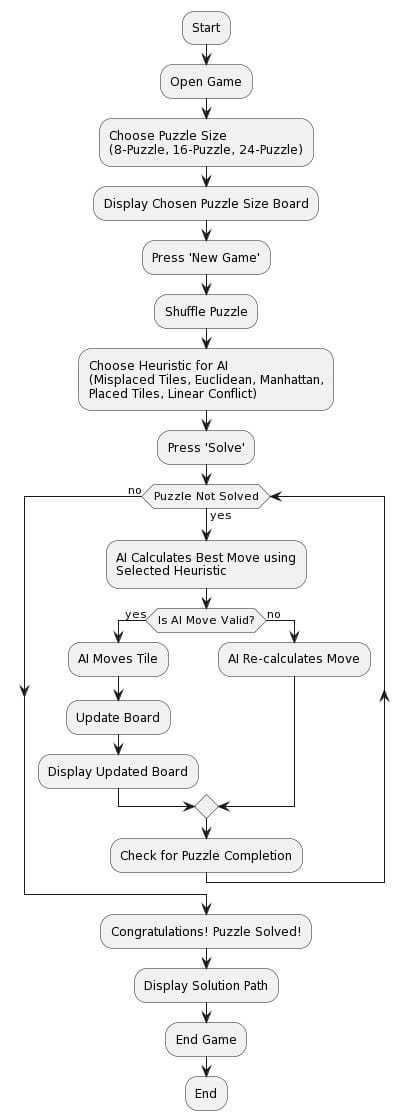 Start
Open Game
Choose Puzzle Size
(8-Puzzle, 16-Puzzle, 24-Puzzle)
Display Chosen Puzzle Size Board
Press 'New Game'
Shuffle Puzzle
Choose Heuristic for AI
(Misplaced Tiles, Euclidean, Manhattan,
Placed Tiles, Linear Conflict)
Press 'Solve'
no
Puzzle Not Solved
yes
AI Calculates Best Move using
Selected Heuristic
yes
Is AI Move Valid?
no
AI Moves Tile
AI Re-calculates Move
Update Board
Display Updated Board
Check for Puzzle Completion
Congratulations! Puzzle Solved!
Display Solution Path
End Game
End